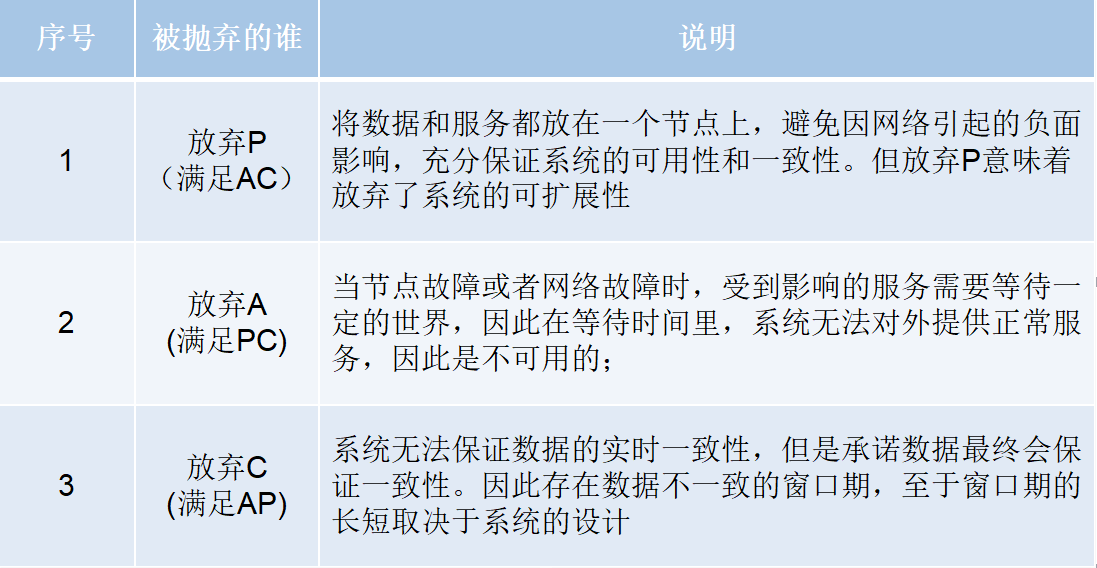 序号 被抛弃的谁 说明
1
放弃P
（满足AC）
将数据和服务都放在一个节点上，避免因网络引起的负面
影响，充分保证系统的可用性和一致性。但放弃P意味着
放弃了系统的可扩展性
2
放弃A
(满足PC)
当节点故障或者网络故障时，受到影响的服务需要等待一
定的世界，因此在等待时间里，系统无法对外提供正常服
务，因此是不可用的；
3
放弃C
(满足AP)
系统无法保证数据的实时一致性，但是承诺数据最终会保
证一致性。因此存在数据不一致的窗口期，至于窗口期的
长短取决于系统的设计